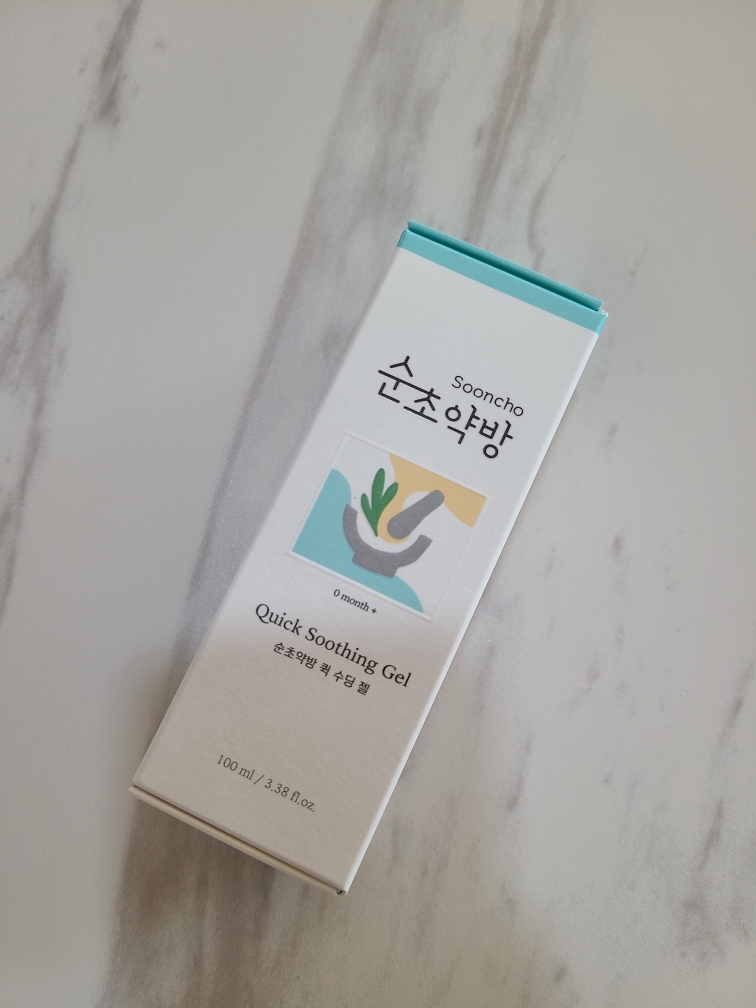 Sooncho
순초약방
0 month +
Quick Soothing Gel
순초약방 퀵 수딩 젤
100 ml / 3.38 fl.oz.